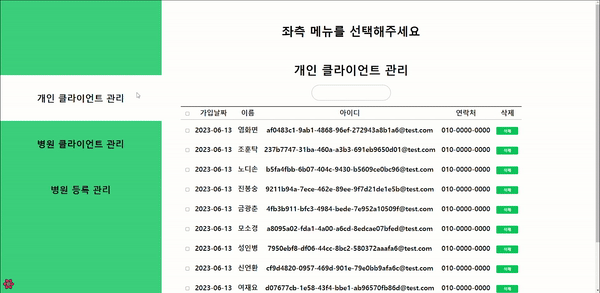 좌측 메뉴를 선택해주세요
개인 클라이언트 관리
개인 클라이언트 관리
병원 클라이언트 관리
병원 등록 관리
가입날짜 이름 아이디 연락처 삭제
2023-06-13 염화면 af0483c1-9ab1-4868-96ef-272943a8b1a6@test.com 010-0000-0000 삭제
2023-06-13 조훈탁 237b7747-31ba-460a-a3b3-691eb9650d01@test.com 010-0000-0000 삭제
2023-06-13 노디손 b5fa4fbb-6b07-404c-9430-b5609ce0bc96@test.com 010-0000-0000 삭제
2023-06-13 진봉숭 9211b94a-7ece-462e-89ee-9f7d21de1e5b@test.com 010-0000-0000 삭제
2023-06-13 금광춘 4fb3b911-bfc3-4984-bede-7e952a10509f@test.com 010-0000-0000 삭제
2023-06-13 모소경 a8095a02-fda1-4a00-a6cd-8edcae07bfed@test.com 010-0000-0000 삭제
2023-06-13 성인병 7950ebf8-df06-44cc-8bc2-580372aaafa6@test.com 010-0000-0000 삭제
2023-06-13 신연환 cf9d4820-0957-469d-901e-79e0bb9afa6c@test.com 010-0000-0000 삭제
2023-06-13 여재요 d07677cb-1e58-43f4-bbe1-ab96570fb86d@test.com 010-0000-0000 삭제